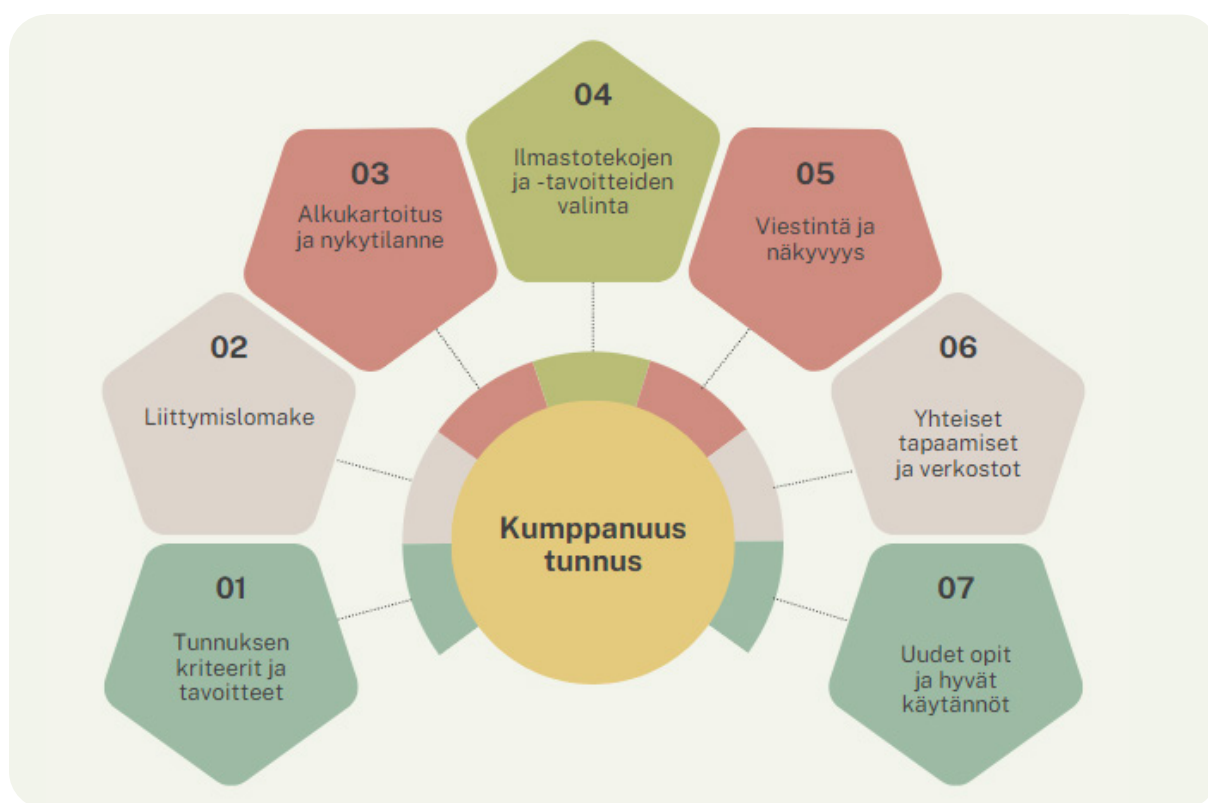 01
Tunnuksen
kriteerit ja
tavoitteet
02
Liittymislomake
03
Alkukartoitus
ja nykytilanne
04
Ilmastotekojen
ja -tavoitteiden
valinta
05
Viestintä ja
näkyvyys
06
Yhteiset
tapaamiset
ja verkostot
07
Uudet opit
ja hyvät
käytännöt
Kumppanuus
tunnus